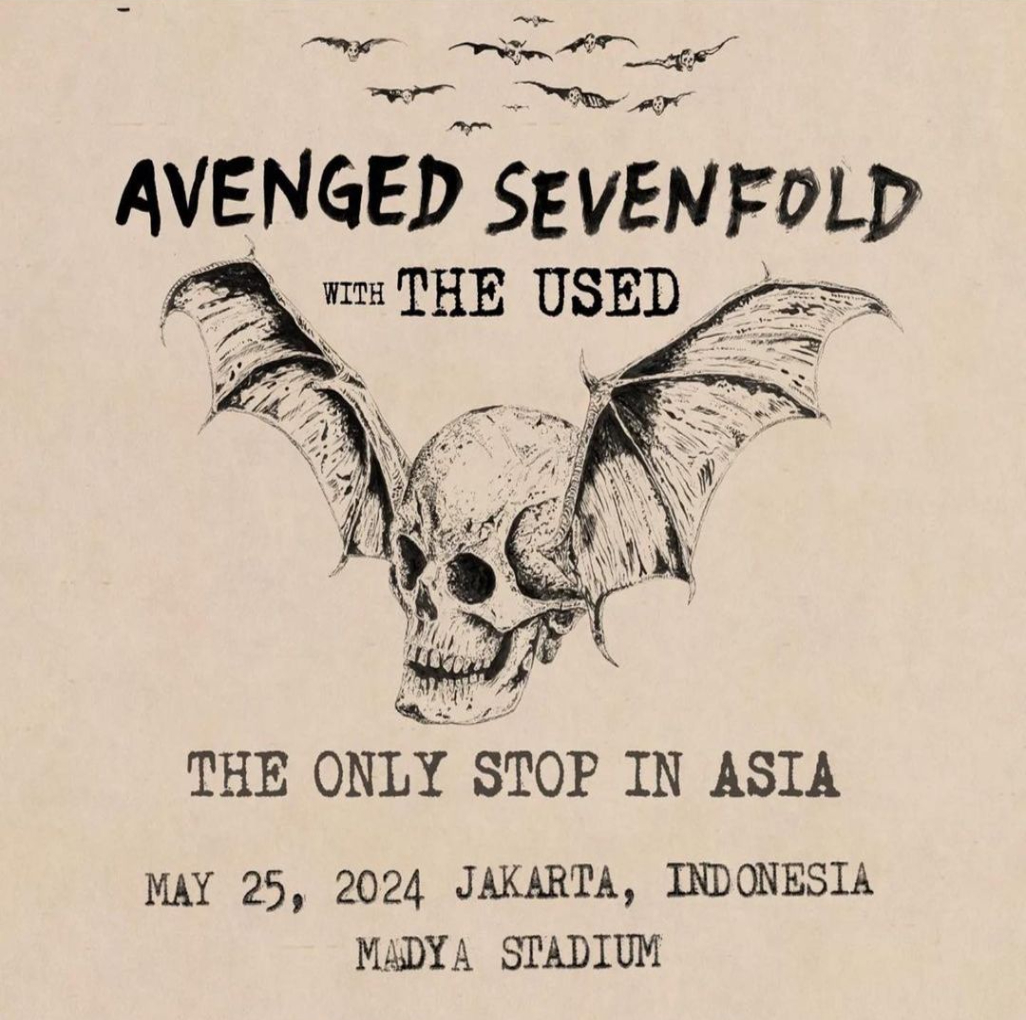 AVENGED SEVENFOLD
WITH THE USED
THE ONLY STOP IN ASIA
MAY 25, 2024 JAKARTA, INDONESIA
MADYA STADIUM